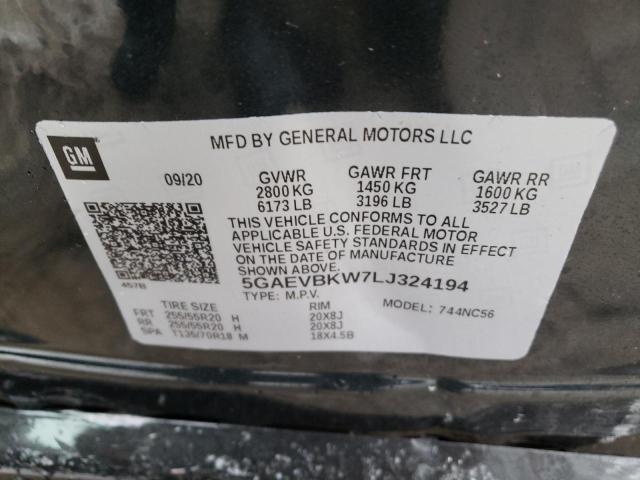 GM
MFD BY GENERAL MOTORS LLC
09/20 GVWR GAWR FRT GAWR RR
2800 KG 1450 KG 1600 KG
6173 LB 3196 LB 3527 LB
THIS VEHICLE CONFORMS TO ALL
APPLICABLE U.S. FEDERAL MOTOR
VEHICLE SAFETY STANDARDS IN EFFECT
ON THE DATE OF MANUFACTURE
SHOWN ABOVE.
457B
5GAEVBKW7LJ324194
TYPE: M.P.V. MODEL: 744NC56
TIRE SIZE RIM
FRT 255/55R20 H 20X8J
RR 255/55R20 H 20X8J
SPA T135/70R18 M 18X4.5B